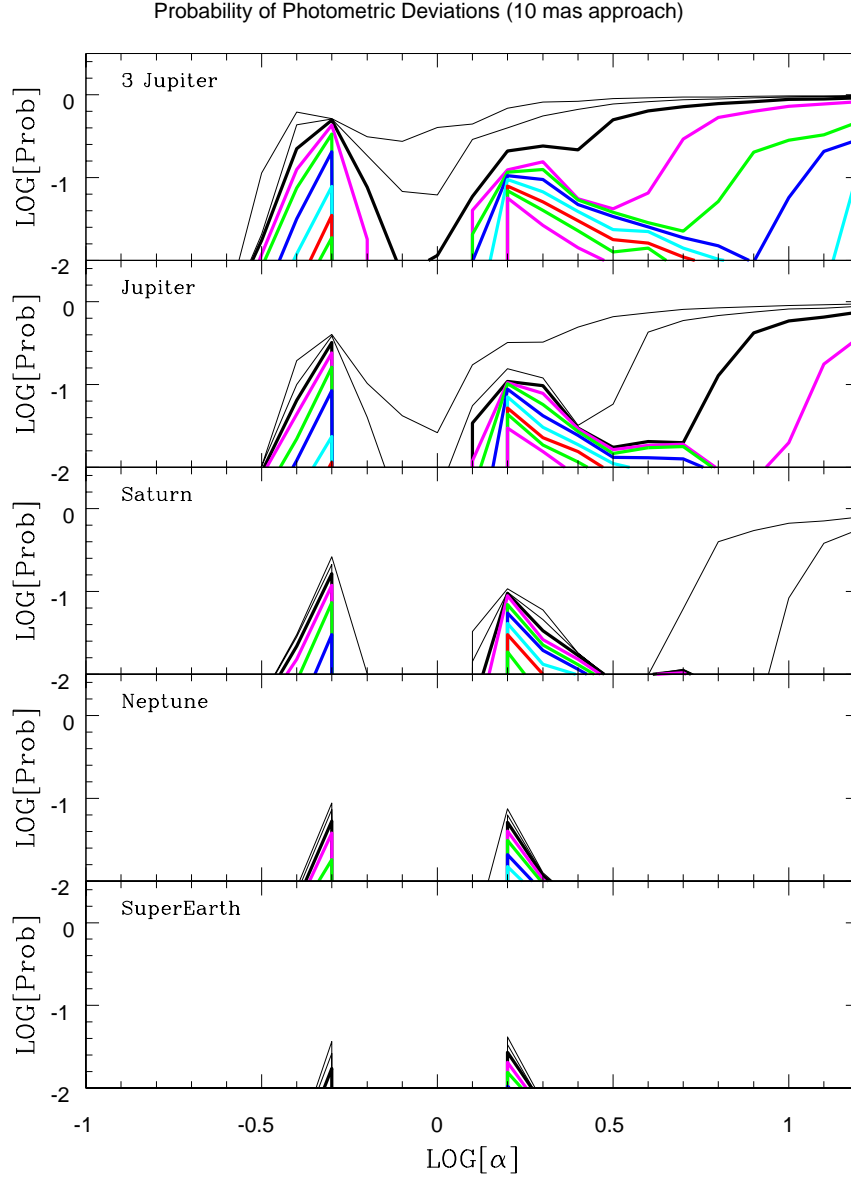 Probability of Photometric Deviations (10 mas approach)
3 Jupiter
0
-1
-2
LOG[Prob]
Jupiter
0
-1
-2
LOG[Prob]
Saturn
0
-1
-2
LOG[Prob]
Neptune
0
-1
-2
LOG[Prob]
SuperEarth
0
-1
-2
LOG[Prob]
-1 -0.5 0 0.5 1
LOG[α]